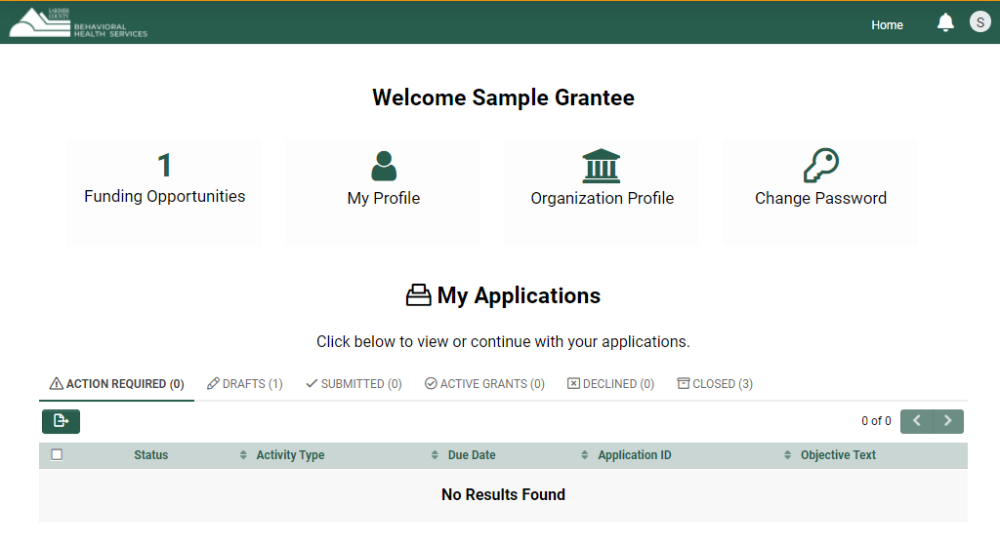 LARIMER
COUNTY
BEHAVIORAL
HEALTH SERVICES
Home
S
Welcome Sample Grantee
1
Funding Opportunities
My Profile
Organization Profile
Change Password
My Applications
Click below to view or continue with your applications.
ACTION REQUIRED (0) DRAFTS (1) SUBMITTED (0) ACTIVE GRANTS (0) DECLINED (0) CLOSED (3)
0 of 0
Status Activity Type Due Date Application ID Objective Text
No Results Found